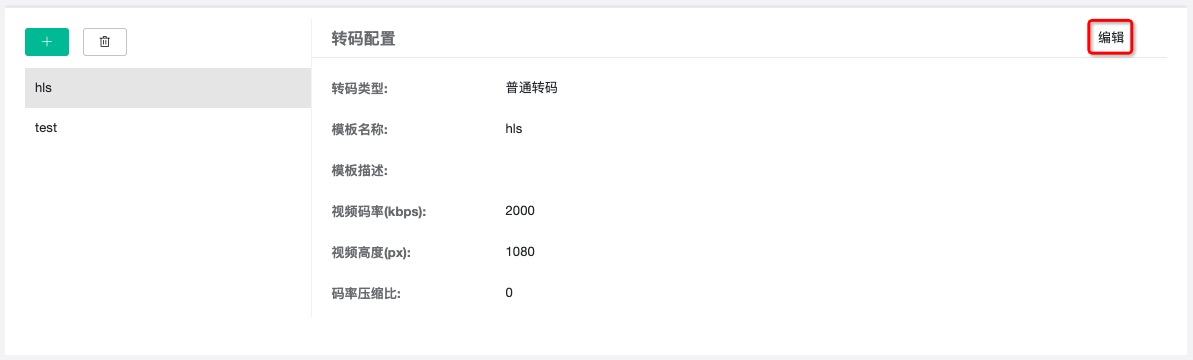 转码配置
编辑
hls
test
转码类型:
普通转码
模板名称:
hls
模板描述:
视频码率(kbps):
2000
视频高度(px):
1080
码率压缩比:
0